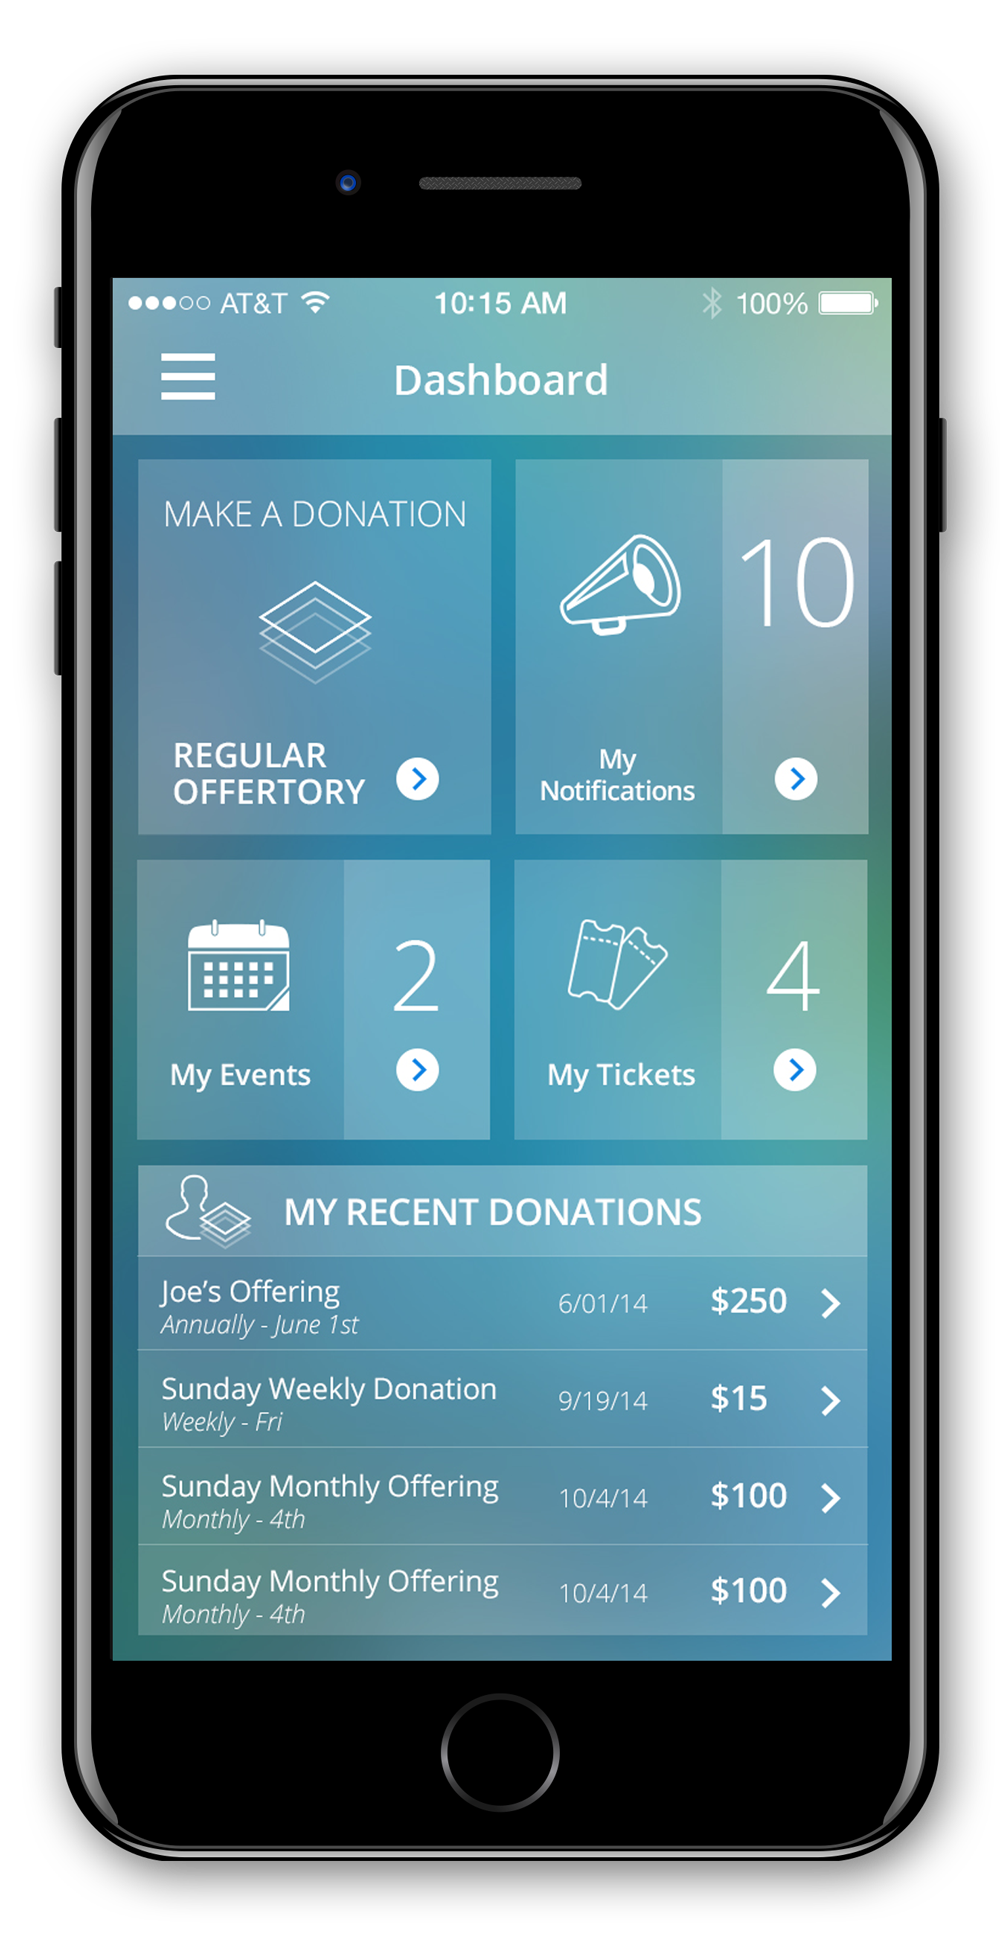 AT&T 10:15 AM 100%
Dashboard
MAKE A DONATION
REGULAR
OFFERTORY
10
My
Notifications
2
My Events
4
My Tickets
MY RECENT DONATIONS
Joe's Offering 6/01/14 $250
Annually - June 1st
Sunday Weekly Donation 9/19/14 $15
Weekly - Fri
Sunday Monthly Offering 10/4/14 $100
Monthly - 4th
Sunday Monthly Offering 10/4/14 $100
Monthly - 4th